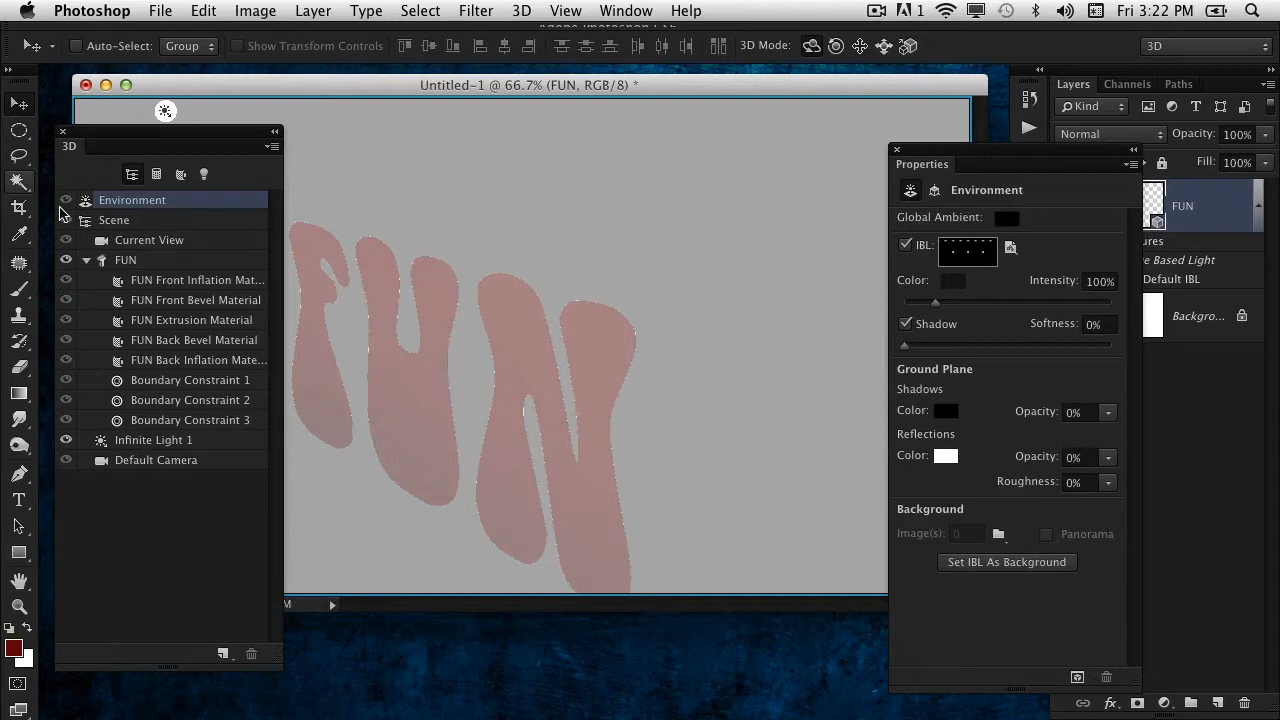 Photoshop File Edit Image Layer Type Select Filter 3D View Window Help 1 Fri 3:22 PM
Auto-Select: Group Show Transform Controls 3D Mode: 3D
Untitled-1 @ 66.7% (FUN, RGB/8) *
Layers Channels Paths
Kind
Normal Opacity: 100%
Fill: 100%
FUN
ures
e Based Light
Default IBL
Backgro...
3D
Environment
Scene
Current View
FUN
FUN Front Inflation Mat...
FUN Front Bevel Material
FUN Extrusion Material
FUN Back Bevel Material
FUN Back Inflation Mate...
Boundary Constraint 1
Boundary Constraint 2
Boundary Constraint 3
Infinite Light 1
Default Camera
FUN
M
Properties
Environment
Global Ambient:
IBL:
Color: Intensity: 100%
Shadow Softness: 0%
Ground Plane
Shadows
Color: Opacity: 0%
Reflections
Color: Opacity: 0%
Roughness: 0%
Background
Image(s): 0 Panorama
Set IBL As Background